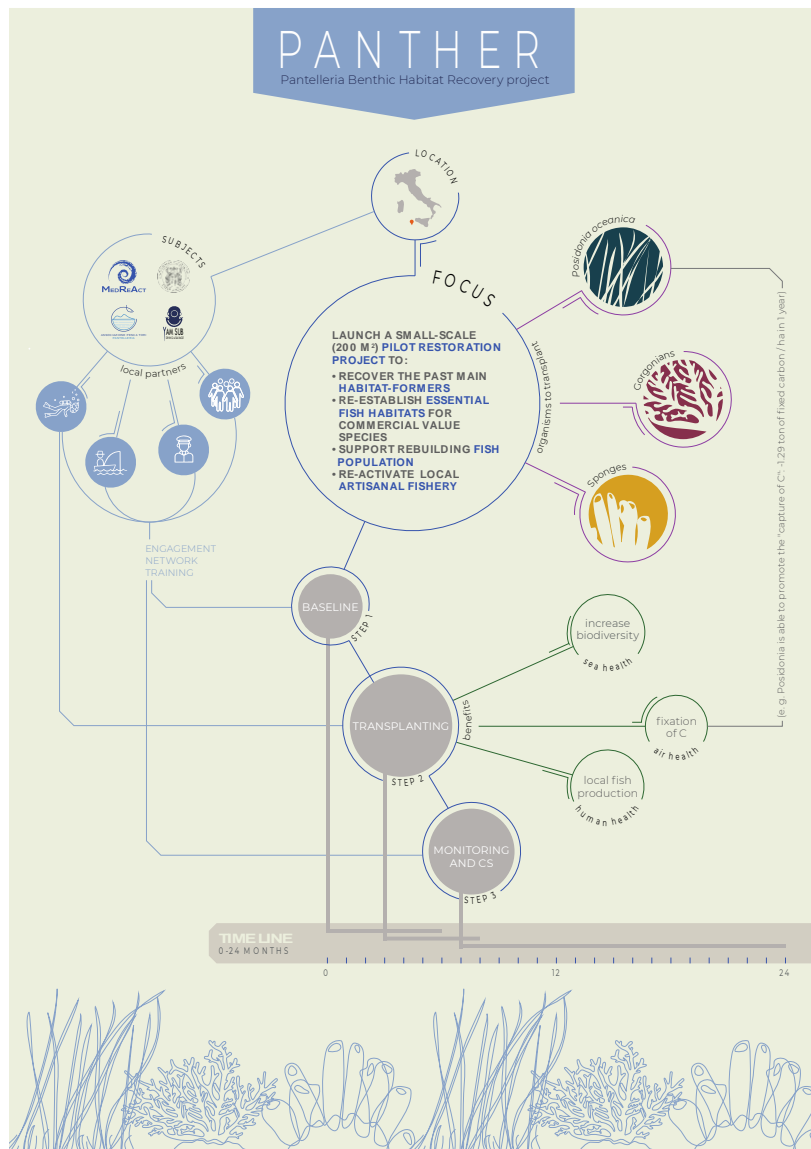 PANTHER
Pantelleria Benthic Habitat Recovery project
LOCATION
SUBJECTS
MEDREACT
YAM SUB
local partners
FOCUS
LAUNCH A SMALL-SCALE
(200 M²) PILOT RESTORATION
PROJECT TO:
• RECOVER THE PAST MAIN
HABITAT-FORMERS
• RE-ESTABLISH ESSENTIAL
FISH HABITATS FOR
COMMERCIAL VALUE
SPECIES
• SUPPORT REBUILDING FISH
POPULATION
• RE-ACTIVATE LOCAL
ARTISANAL FISHERY
organisms to transplant
Posidonia oceanica
Gorgonians
Sponges
(e. g. Posidonia is able to promote the "capture of C": -1.29 ton of fixed carbon / ha in 1 year)
ENGAGEMENT
NETWORK
TRAINING
BASELINE
STEP 1
TRANSPLANTING
STEP 2
benefits
increase
biodiversity
sea health
fixation
of C
air health
local fish
production
human health
MONITORING
AND CS
STEP 3
TIME LINE
0-24 MONTHS
0
12
24